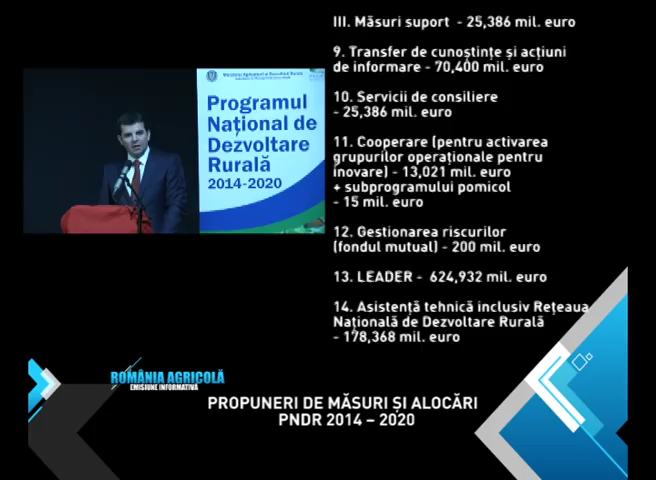 III. Măsuri suport - 25,386 mil. euro
9. Transfer de cunoștințe și acțiuni
de informare - 70,400 mil. euro
10. Servicii de consiliere
- 25,386 mil. euro
11. Cooperare (pentru activarea
grupurilor operaționale pentru
inovare) - 13,021 mil. euro
+ subprogramului pomicol
- 15 mil. euro
12. Gestionarea riscurilor
(fondul mutual) - 200 mil. euro
13. LEADER - 624,932 mil. euro
14. Asistență tehnică inclusiv Rețeaua
Națională de Dezvoltare Rurală
- 178,368 mil. euro
Ministerul Agriculturii și Dezvoltării Rurale
Programul
Național de
Dezvoltare
Rurală
2014-2020
ROMÂNIA AGRICOLĂ
EMISIUNE INFORMATIVA
PROPUNERI DE MĂSURI ȘI ALOCĂRI
PNDR 2014 – 2020